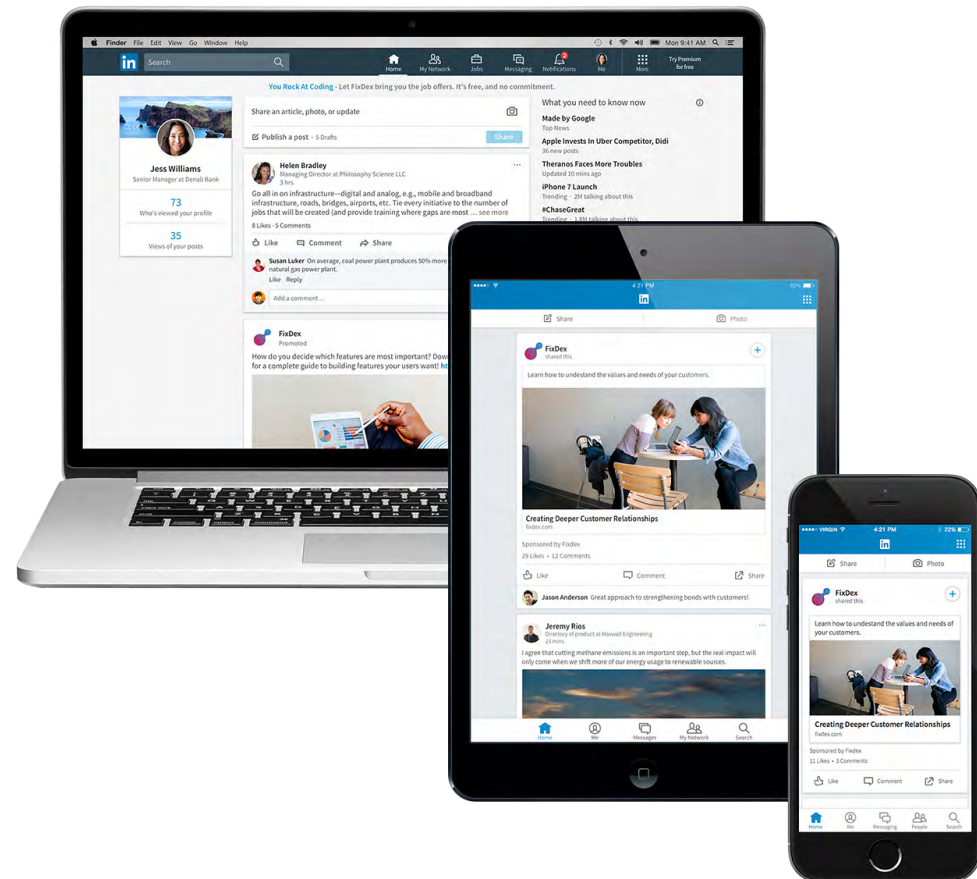 Finder File Edit View Go Window Help
Mon 9:41 AM
in Search
Home My Network Jobs Messaging Notifications Me More Try Premium
for free
2
You Rock At Coding - Let FixDex bring you the job offers. It's free, and no commitment.
Jess Williams
Senior Manager at Denali Bank
73
Who's viewed your profile
35
Views of your posts
Share an article, photo, or update
Publish a post · 5 Drafts
Share
Helen Bradley
Managing Director at Philosophy Science LLC
3 hrs
Go all in on infrastructure—digital and analog, e.g., mobile and broadband
infrastructure, roads, bridges, airports, etc. Tie every initiative to the number of
jobs that will be created (and provide training where gaps are most ... see more
8 Likes · 5 Comments
Like Comment Share
Susan Luker On average, coal power plant produces 50% more
natural gas power plant.
Like Reply
Add a comment...
FixDex
Promoted
How do you decide which features are most important? Dow
for a complete guide to building features your users want! ht
What you need to know now
Made by Google
Top News
Apple Invests In Uber Competitor, Didi
36 new posts
Theranos Faces More Troubles
Updated 10 mins ago
iPhone 7 Launch
Trending · 2M talking about this
#ChaseGreat
Trending · 1.8M talking about this
4:21 PM
in
Share Photo
FixDex
shared this
Learn how to undestand the values and needs of your customers.
Creating Deeper Customer Relationships
fixdex.com
Sponsored by Fixdex
29 Likes • 12 Comments
Like Comment Share
Jason Anderson Great approach to strengthening bonds with customers!
Jeremy Rios
Directory of product at Maxwell Engineering
23 mins
I agree that cutting methane emissions is an important step, but the real impact will
only come when we shift more of our energy usage to renewable sources.
Home Me Messages My Network Search
VIRGIN 4:21 PM 22%
in
Share Photo
FixDex
shared this
Learn how to undestand the values and needs of
your customers.
Creating Deeper Customer Relationships
fixdex.com
Sponsored by Fixdex
11 Likes • 3 Comments
Like Comment Share
Home Me Messaging People Search